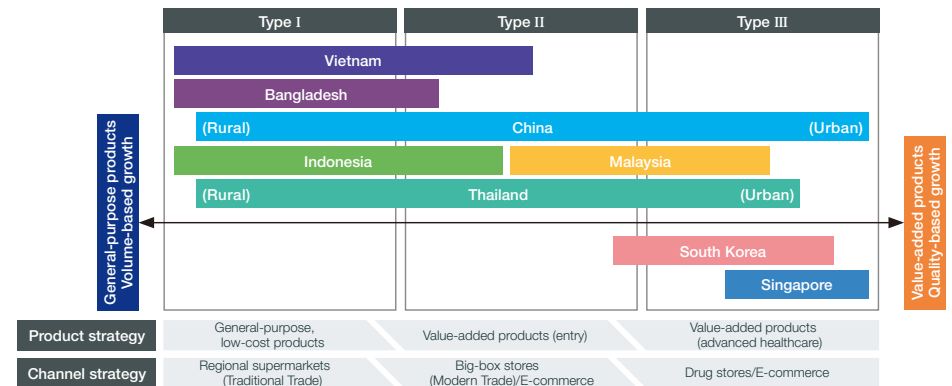 Type I
Type II
Type III
Vietnam
Bangladesh
(Rural)
China
(Urban)
Indonesia
Malaysia
(Rural)
Thailand
(Urban)
General-purpose products
Volume-based growth
Value-added products
Quality-based growth
South Korea
Singapore
Product strategy
General-purpose,
low-cost products
Value-added products (entry)
Value-added products
(advanced healthcare)
Channel strategy
Regional supermarkets
(Traditional Trade)
Big-box stores
(Modern Trade)/E-commerce
Drug stores/E-commerce